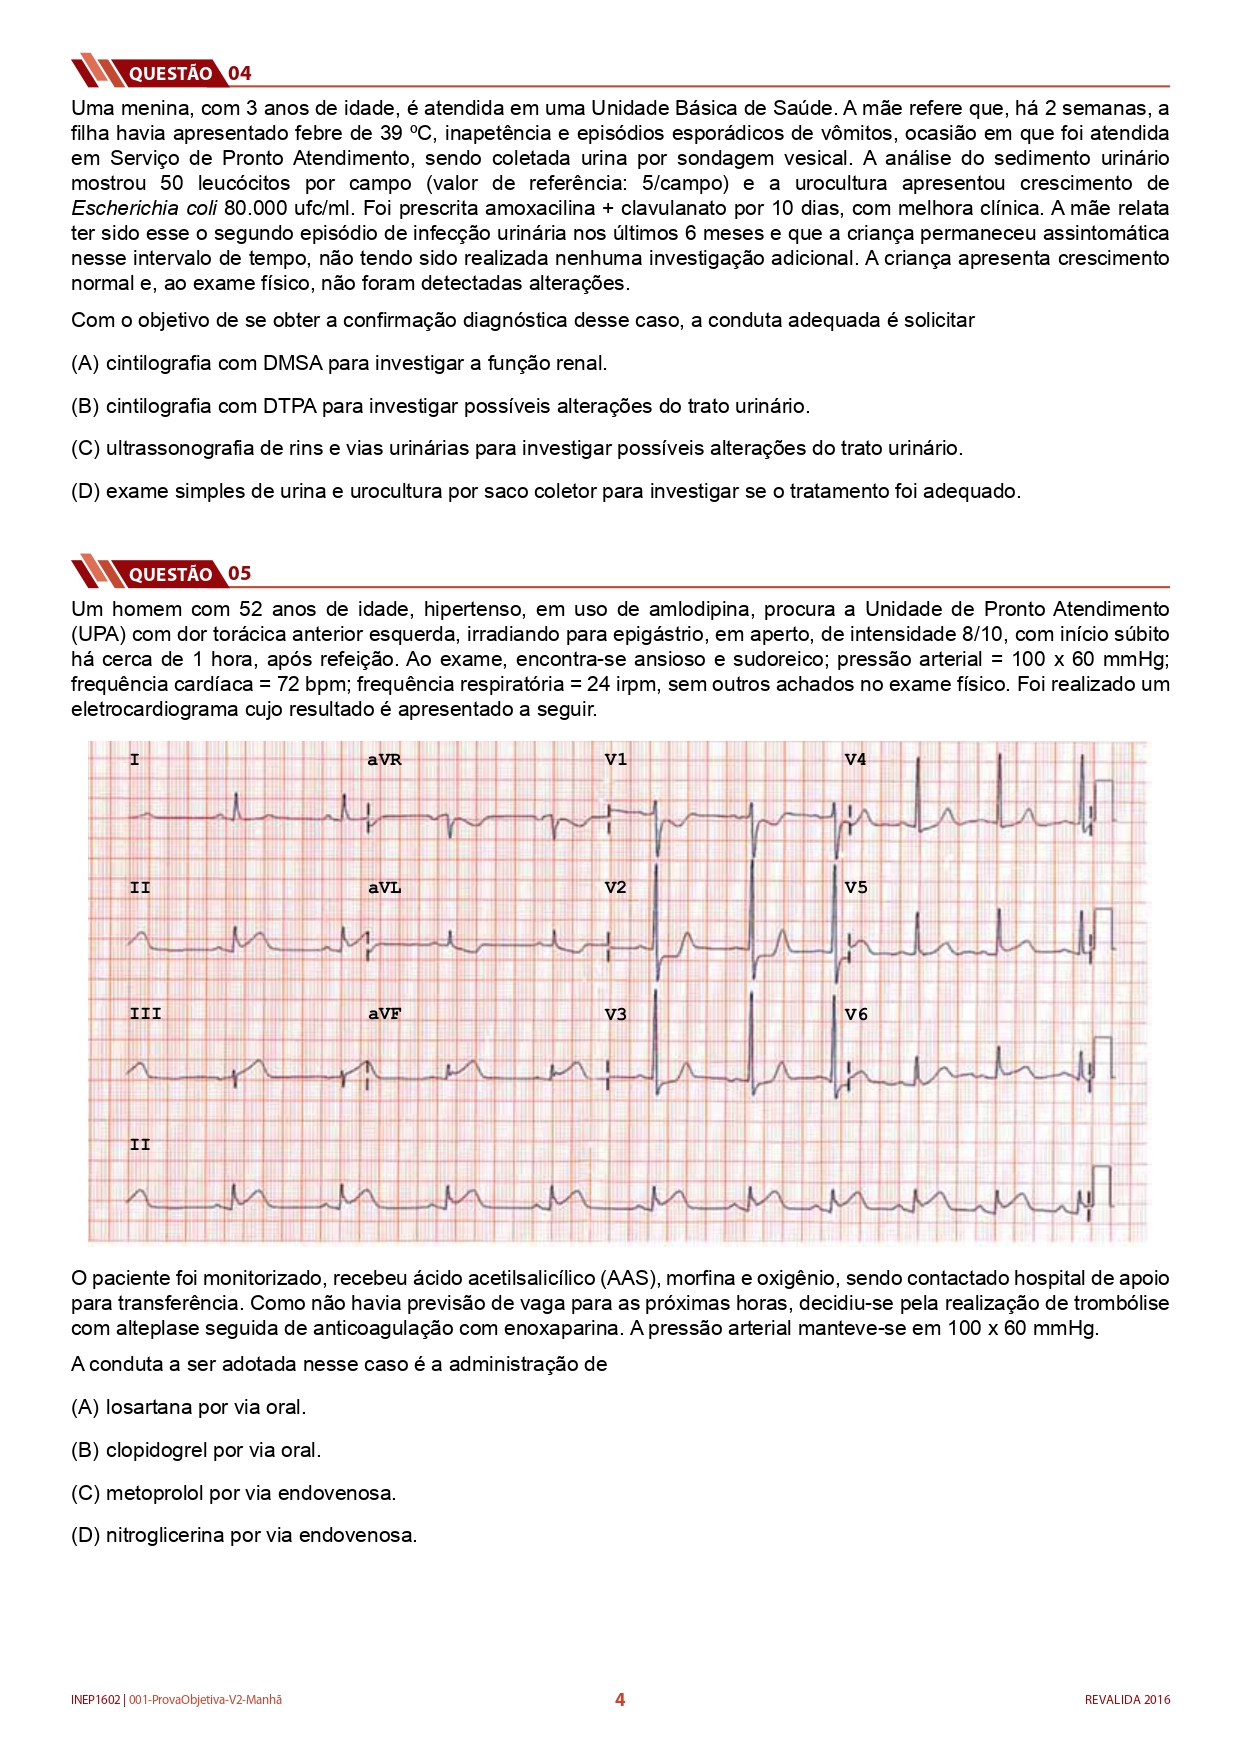 QUESTÃO 04
Uma menina, com 3 anos de idade, é atendida em uma Unidade Básica de Saúde. A mãe refere que, há 2 semanas, a
filha havia apresentado febre de 39 ºC, inapetência e episódios esporádicos de vômitos, ocasião em que foi atendida
em Serviço de Pronto Atendimento, sendo coletada urina por sondagem vesical. A análise do sedimento urinário
mostrou 50 leucócitos por campo (valor de referência: 5/campo) e a urocultura apresentou crescimento de
Escherichia coli 80.000 ufc/ml. Foi prescrita amoxacilina + clavulanato por 10 dias, com melhora clínica. A mãe relata
ter sido esse o segundo episódio de infecção urinária nos últimos 6 meses e que a criança permaneceu assintomática
nesse intervalo de tempo, não tendo sido realizada nenhuma investigação adicional. A criança apresenta crescimento
normal e, ao exame físico, não foram detectadas alterações.
Com o objetivo de se obter a confirmação diagnóstica desse caso, a conduta adequada é solicitar
(A) cintilografia com DMSA para investigar a função renal.
(B) cintilografia com DTPA para investigar possíveis alterações do trato urinário.
(C) ultrassonografia de rins e vias urinárias para investigar possíveis alterações do trato urinário.
(D) exame simples de urina e urocultura por saco coletor para investigar se o tratamento foi adequado.
QUESTÃO 05
Um homem com 52 anos de idade, hipertenso, em uso de amlodipina, procura a Unidade de Pronto Atendimento
(UPA) com dor torácica anterior esquerda, irradiando para epigástrio, em aperto, de intensidade 8/10, com início súbito
há cerca de 1 hora, após refeição. Ao exame, encontra-se ansioso e sudoreico; pressão arterial = 100 x 60 mmHg;
frequência cardíaca = 72 bpm; frequência respiratória = 24 irpm, sem outros achados no exame físico. Foi realizado um
eletrocardiograma cujo resultado é apresentado a seguir.
I aVR V1 V4
II aVL V2 V5
III aVF V3 V6
II
O paciente foi monitorizado, recebeu ácido acetilsalicílico (AAS), morfina e oxigênio, sendo contactado hospital de apoio
para transferência. Como não havia previsão de vaga para as próximas horas, decidiu-se pela realização de trombólise
com alteplase seguida de anticoagulação com enoxaparina. A pressão arterial manteve-se em 100 x 60 mmHg.
A conduta a ser adotada nesse caso é a administração de
(A) losartana por via oral.
(B) clopidogrel por via oral.
(C) metoprolol por via endovenosa.
(D) nitroglicerina por via endovenosa.
INEP1602 | 001-ProvaObjetiva-V2-Manhã 4 REVALIDA 2016